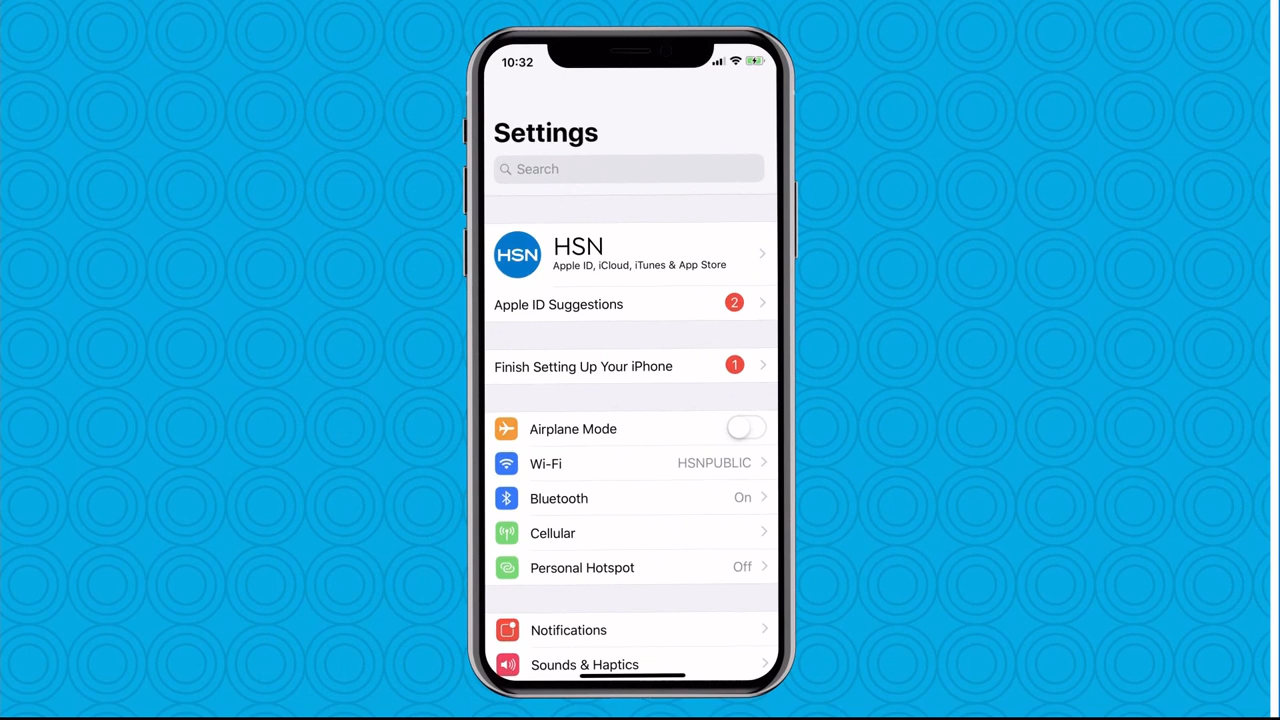 10:32
Settings
Search
HSN
HSN
Apple ID, iCloud, iTunes & App Store
Apple ID Suggestions 2
Finish Setting Up Your iPhone 1
Airplane Mode
Wi-Fi HSNPUBLIC
Bluetooth On
Cellular
Personal Hotspot Off
Notifications
Sounds & Haptics